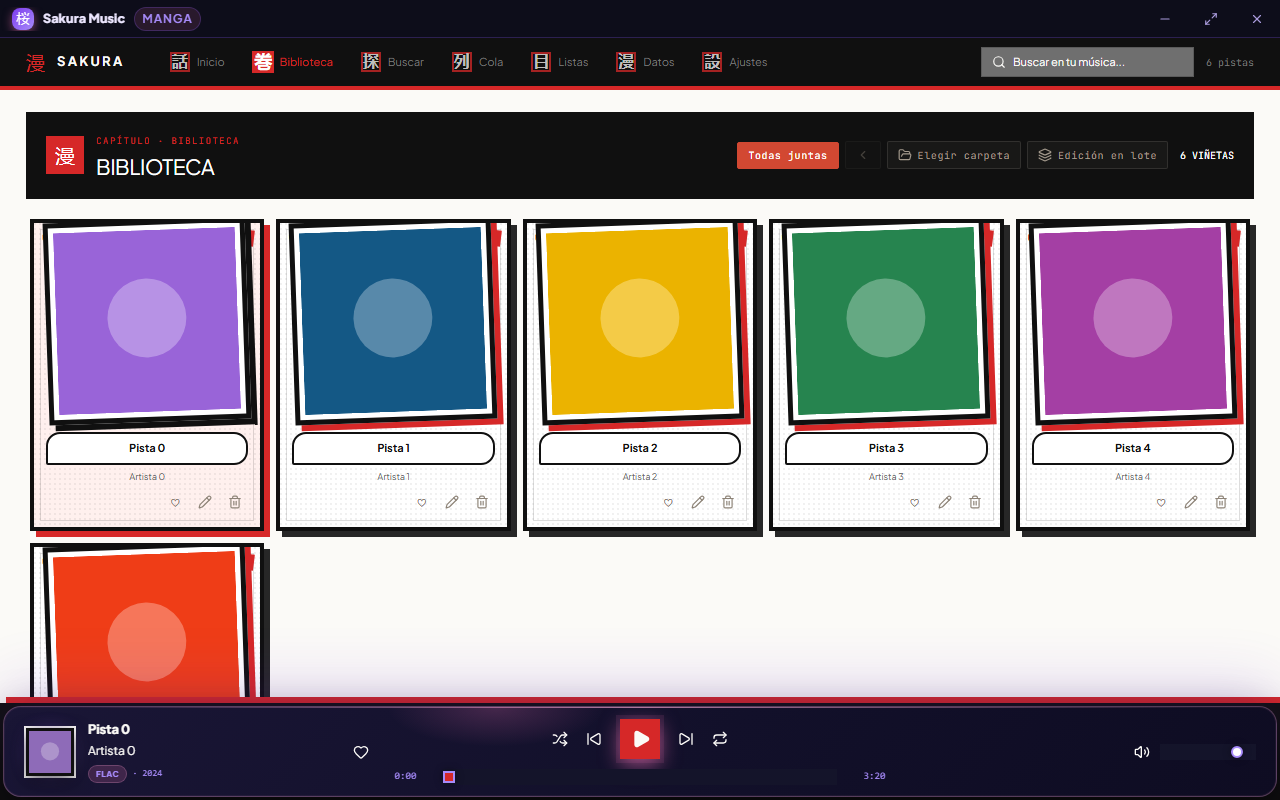 桜 Sakura Music MANGA
漫 SAKURA 話 Inicio 巻 Biblioteca 探 Buscar 列 Cola 目 Listas 漫 Datos 設 Ajustes Buscar en tu música... 6 pistas
漫 CAPÍTULO · BIBLIOTECA
BIBLIOTECA
Todas juntas Elegir carpeta Edición en lote 6 VIÑETAS
Pista 0 Pista 1 Pista 2 Pista 3 Pista 4
Artista 0 Artista 1 Artista 2 Artista 3 Artista 4
Pista 0
Artista 0
FLAC · 2024
0:00 3:20